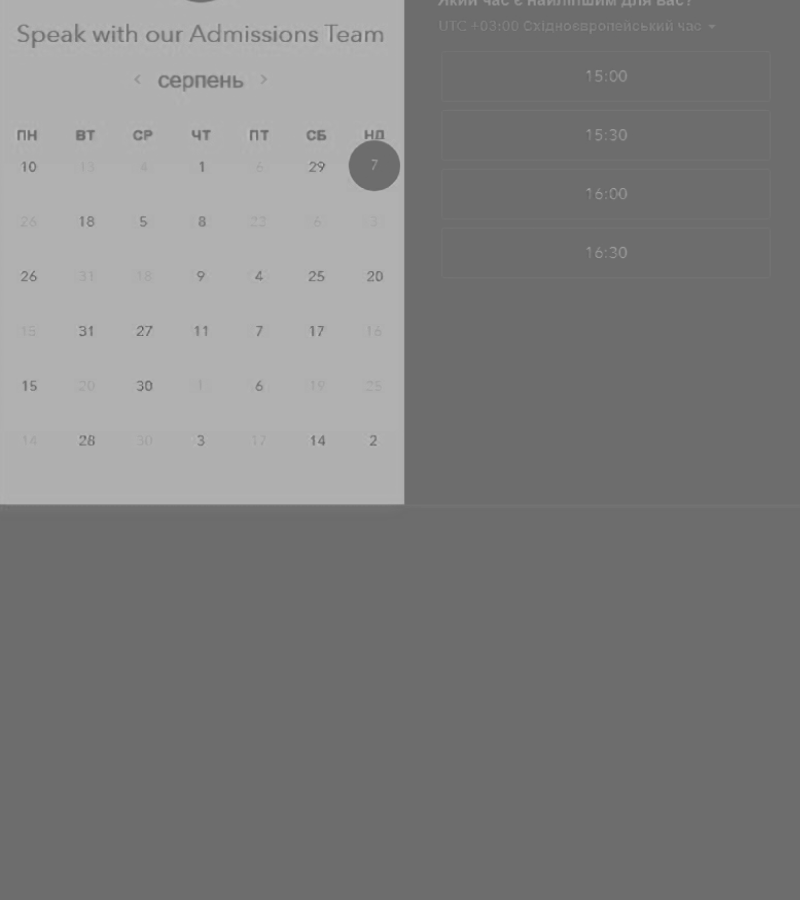 Speak with our Admissions Team
серпень
ПН ВТ СР ЧТ ПТ СБ НД
10 13 4 1 6 29 7
26 18 5 8 23 6 3
26 31 18 9 4 25 20
18 31 27 11 7 17 16
15 20 30 1 6 19 25
14 28 30 3 17 14 2
Який час є найліпшим для вас?
UTC +03:00 Східноєвропейський час
15:00
15:30
16:00
16:30